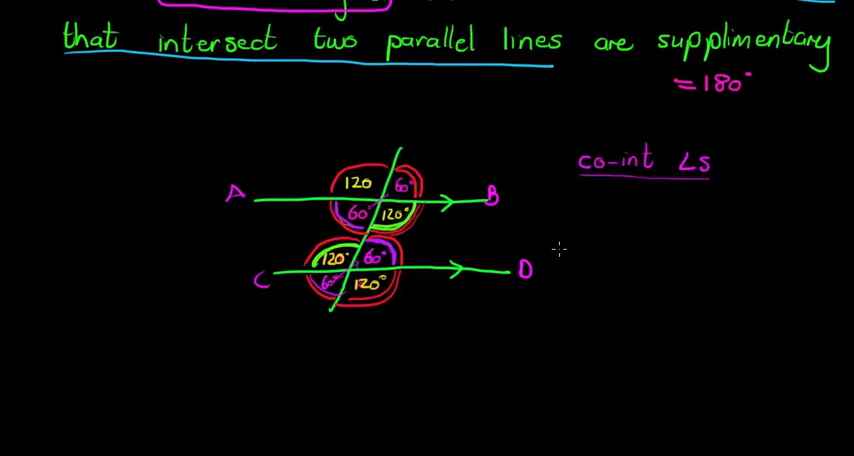 that intersect two parallel lines are supplimentary
= 180°
co-int ∠s
120 60°
A B
60° 120°
120° 60°
C D
60° 120°